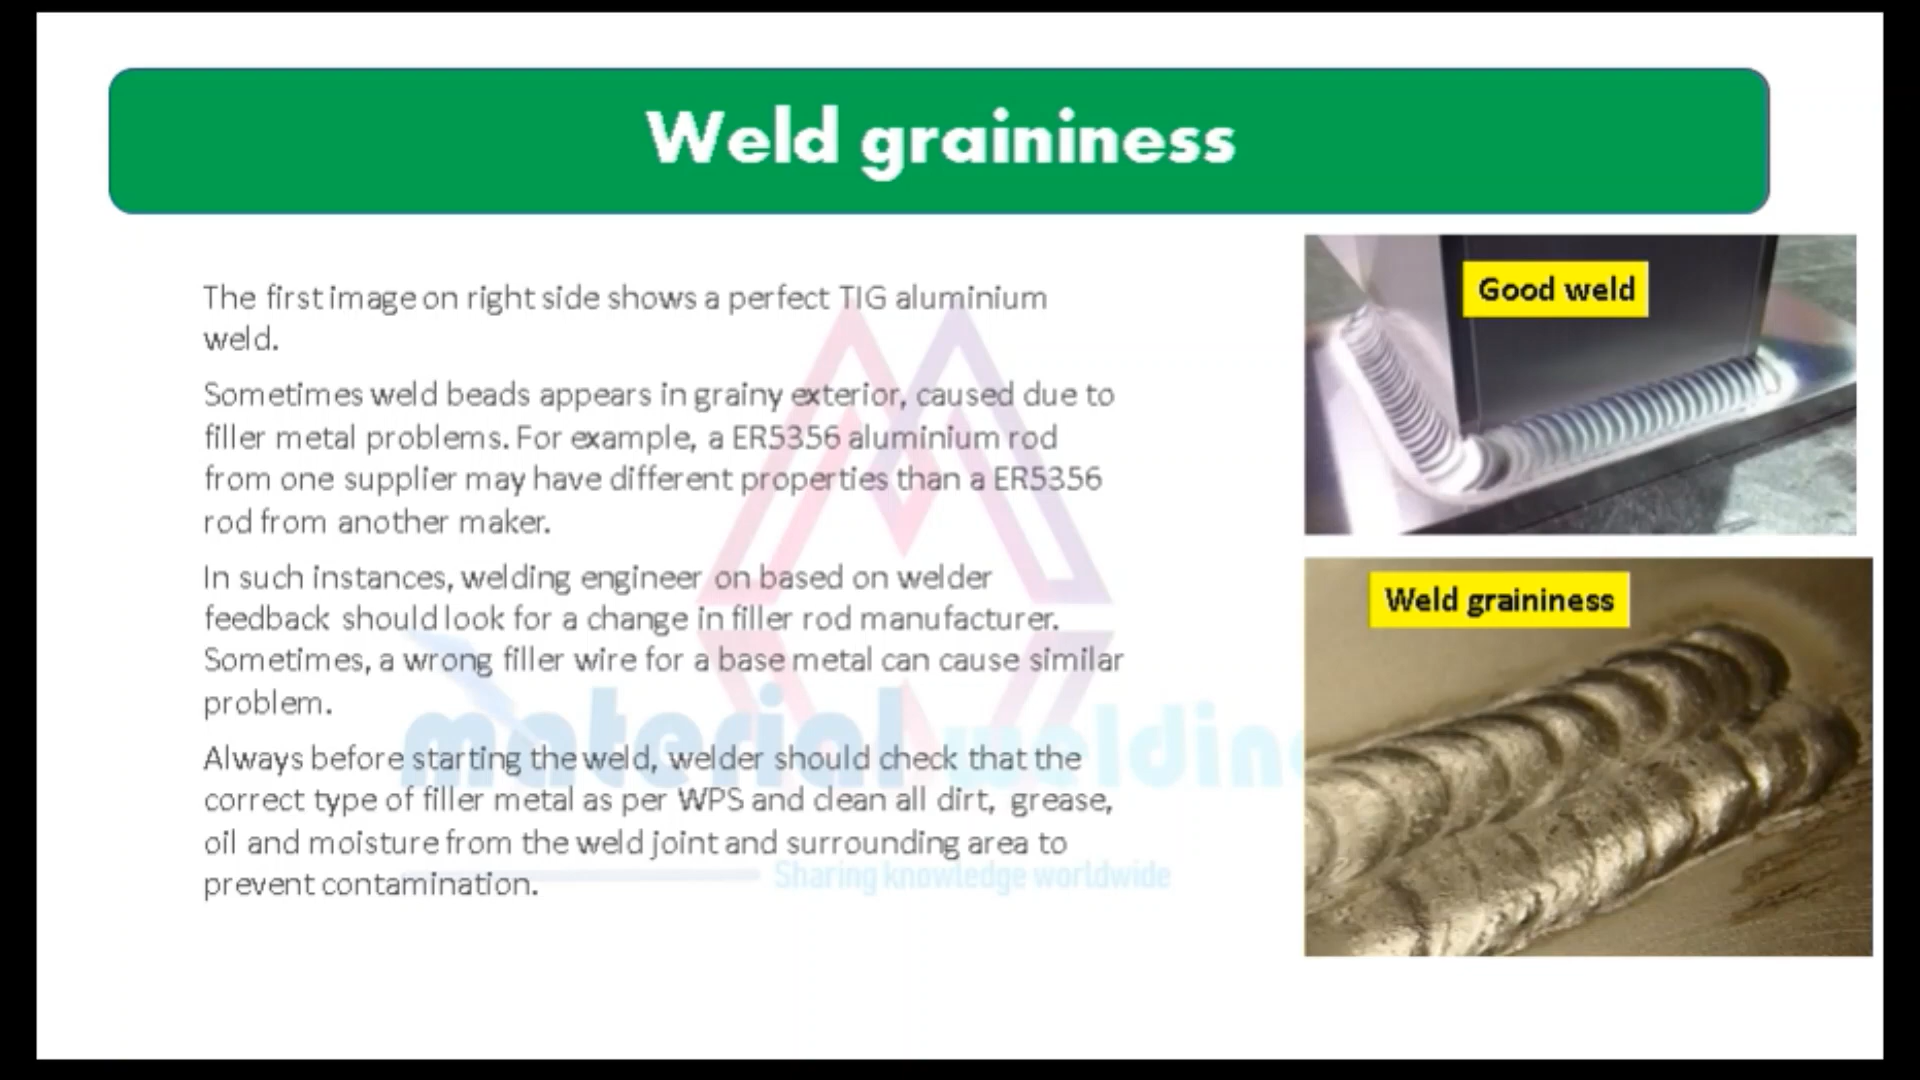 Weld graininess
The first image on right side shows a perfect TIG aluminium
weld.
Sometimes weld beads appears in grainy exterior, caused due to
filler metal problems. For example, a ER5356 aluminium rod
from one supplier may have different properties than a ER5356
rod from another maker.
In such instances, welding engineer on based on welder
feedback should look for a change in filler rod manufacturer.
Sometimes, a wrong filler wire for a base metal can cause similar
problem.
Always before starting the weld, welder should check that the
correct type of filler metal as per WPS and clean all dirt, grease,
oil and moisture from the weld joint and surrounding area to
prevent contamination.
Good weld
Weld graininess
material weldin
Sharing knowledge worldwide